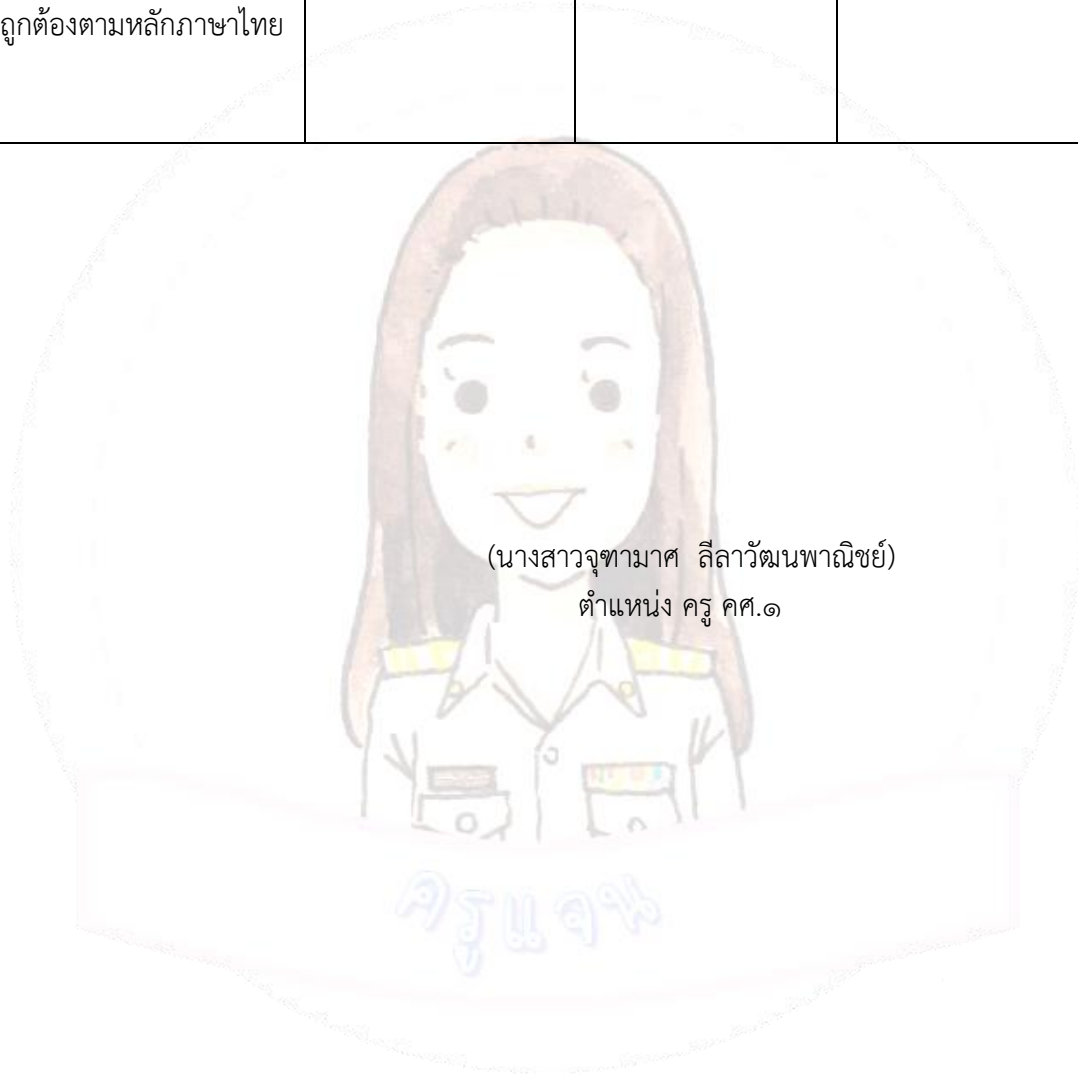 ถูกต้องตามหลักภาษาไทย
(นางสาวจุฑามาศ  ลีลาวัฒนพาณิชย์)
ตำแหน่ง ครู คศ.๑
ครูแจน